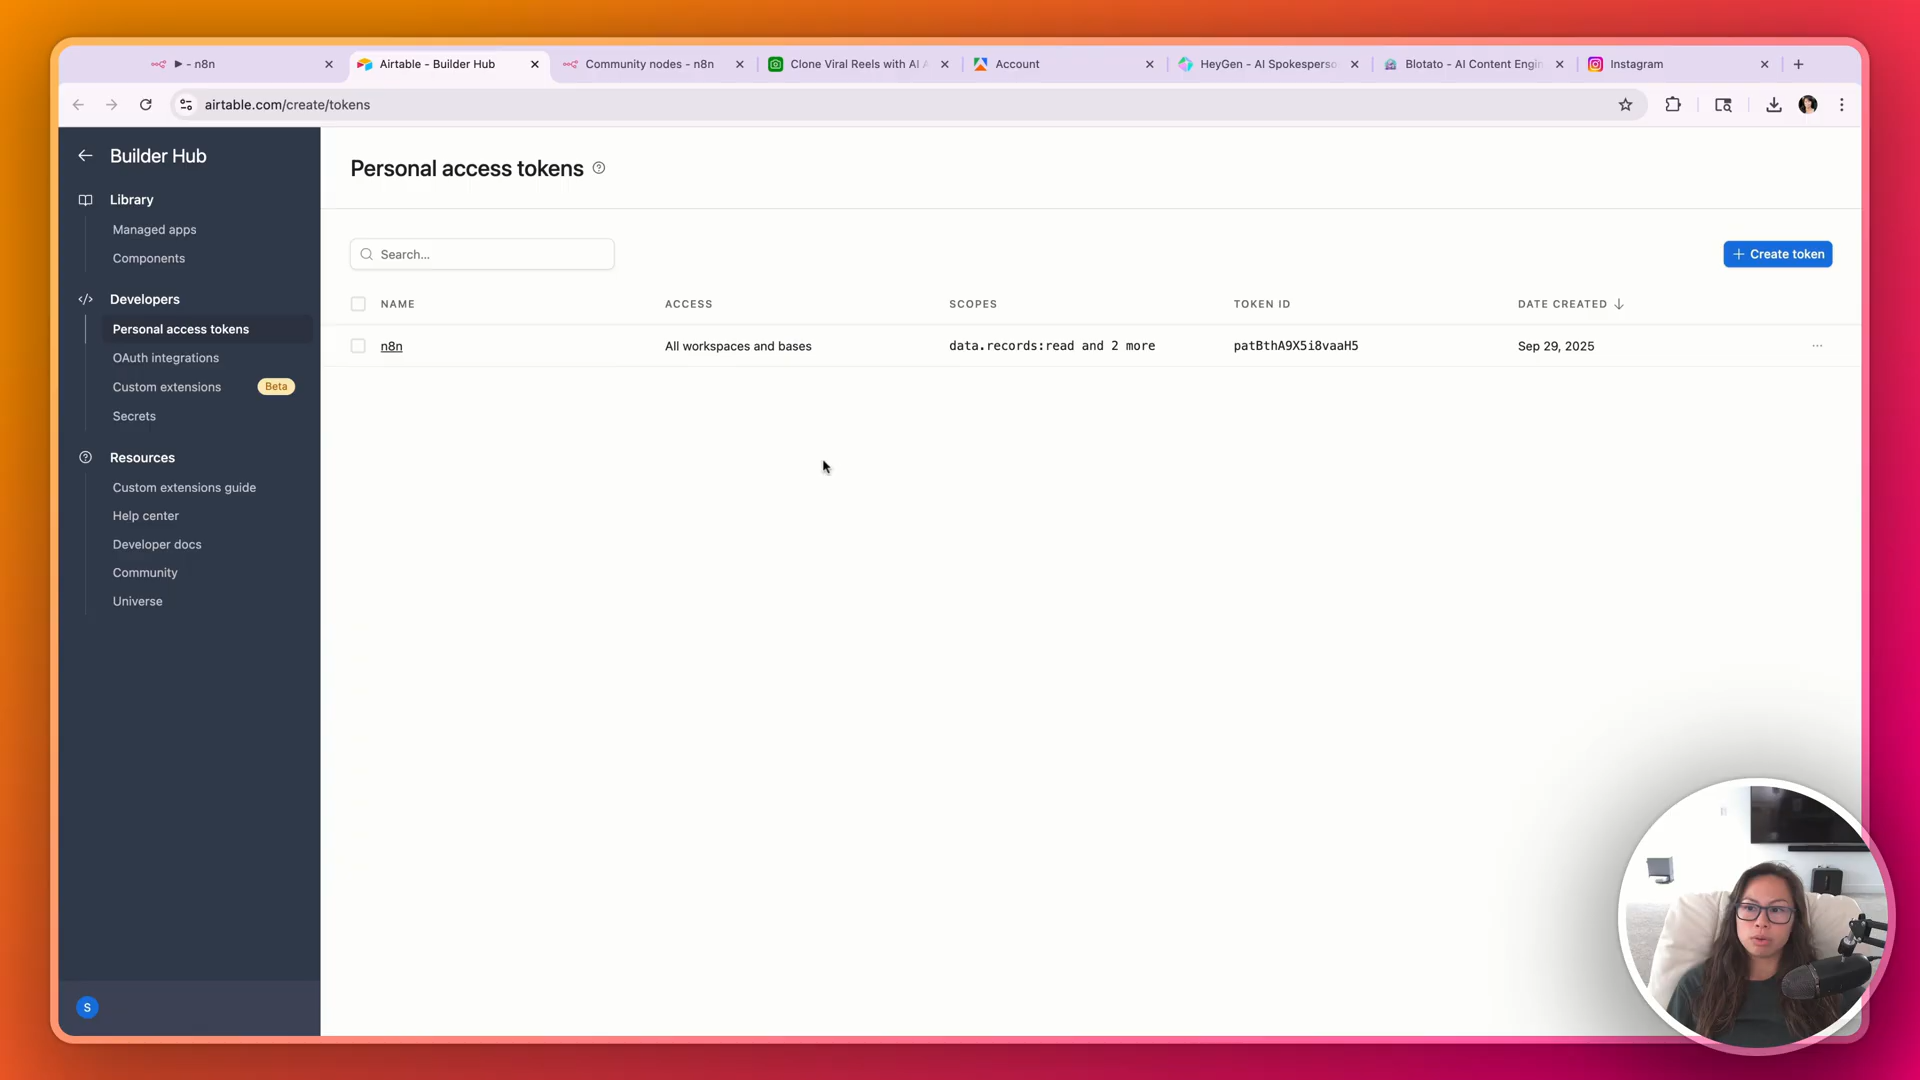 - n8n
Airtable - Builder Hub
Community nodes - n8n
Clone Viral Reels with AI A
Account
HeyGen - AI Spokesperso
Blotato - AI Content Engin
Instagram
airtable.com/create/tokens
Builder Hub
Library
Managed apps
Components
Developers
Personal access tokens
OAuth integrations
Custom extensions
Beta
Secrets
Resources
Custom extensions guide
Help center
Developer docs
Community
Universe
S
Personal access tokens
Search...
+ Create token
NAME ACCESS SCOPES TOKEN ID DATE CREATED
n8n All workspaces and bases data.records:read and 2 more patBthA9X5i8vaaH5 Sep 29, 2025